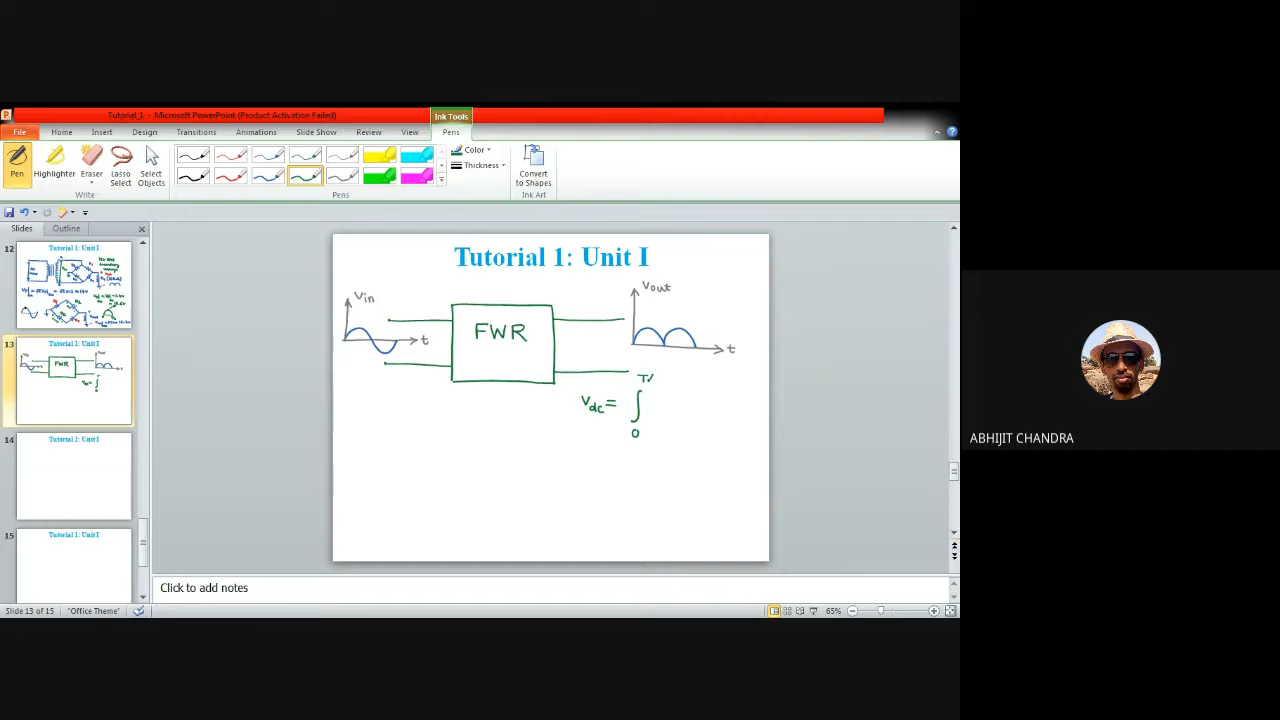 Tutorial_1 - Microsoft PowerPoint (Product Activation Failed)
Ink Tools
File Home Insert Design Transitions Animations Slide Show Review View Pens
Pen Highlighter Eraser Lasso Select Select Objects
Color
Thickness
Convert to Shapes
Write Pens Ink Art
Slides Outline
12
Tutorial 1: Unit I
13
Tutorial 1: Unit I
FWR
14
Tutorial 1: Unit I
15
Tutorial 1: Unit I
Tutorial 1: Unit I
Vin
t
FWR
Vout
t
Vdc = ∫
0
Click to add notes
Slide 13 of 15 "Office Theme" 65%
ABHIJIT CHANDRA